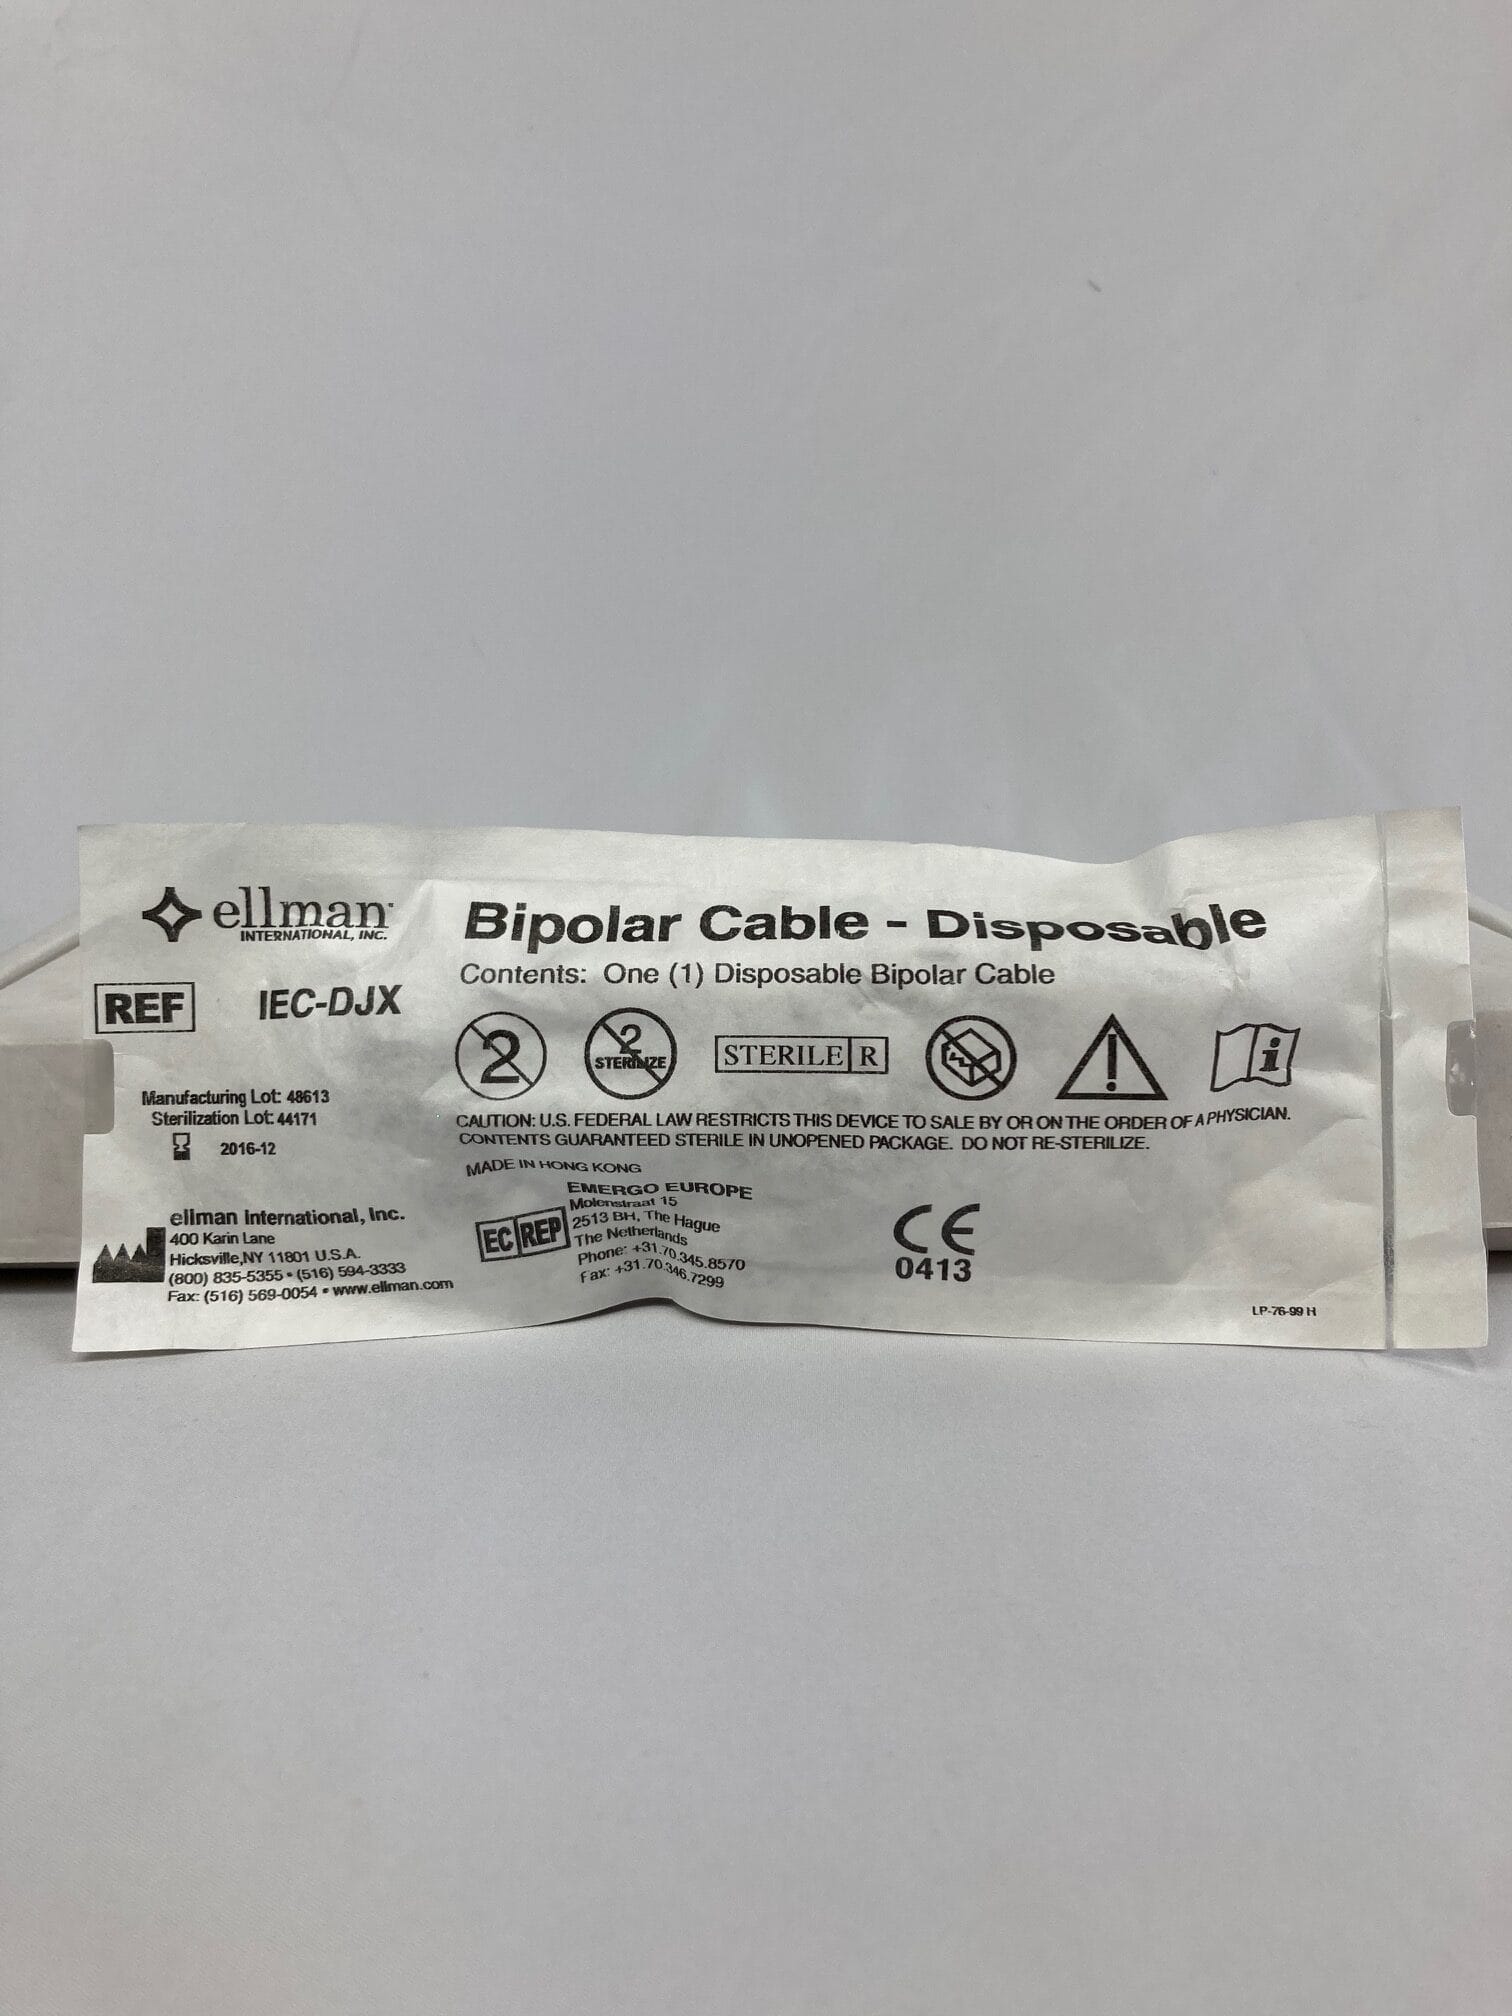 ellman
INTERNATIONAL, INC.
REF IEC-DJX
Manufacturing Lot: 48613
Sterilization Lot: 44171
2016-12
ellman International, Inc.
400 Karin Lane
Hicksville,NY 11801 U.S.A.
(800) 835-5355 • (516) 594-3333
Fax: (516) 569-0054 • www.ellman.com
Bipolar Cable - Disposable
Contents: One (1) Disposable Bipolar Cable
2
2
STERILIZE
STERILE R
i
CAUTION: U.S. FEDERAL LAW RESTRICTS THIS DEVICE TO SALE BY OR ON THE ORDER OF A PHYSICIAN.
CONTENTS GUARANTEED STERILE IN UNOPENED PACKAGE. DO NOT RE-STERILIZE.
MADE IN HONG KONG
EC REP
EMERGO EUROPE
Molenstraat 15
2513 BH, The Hague
The Netherlands
Phone: +31.70.345.8570
Fax: +31.70.346.7299
CE
0413
LP-76-99 H